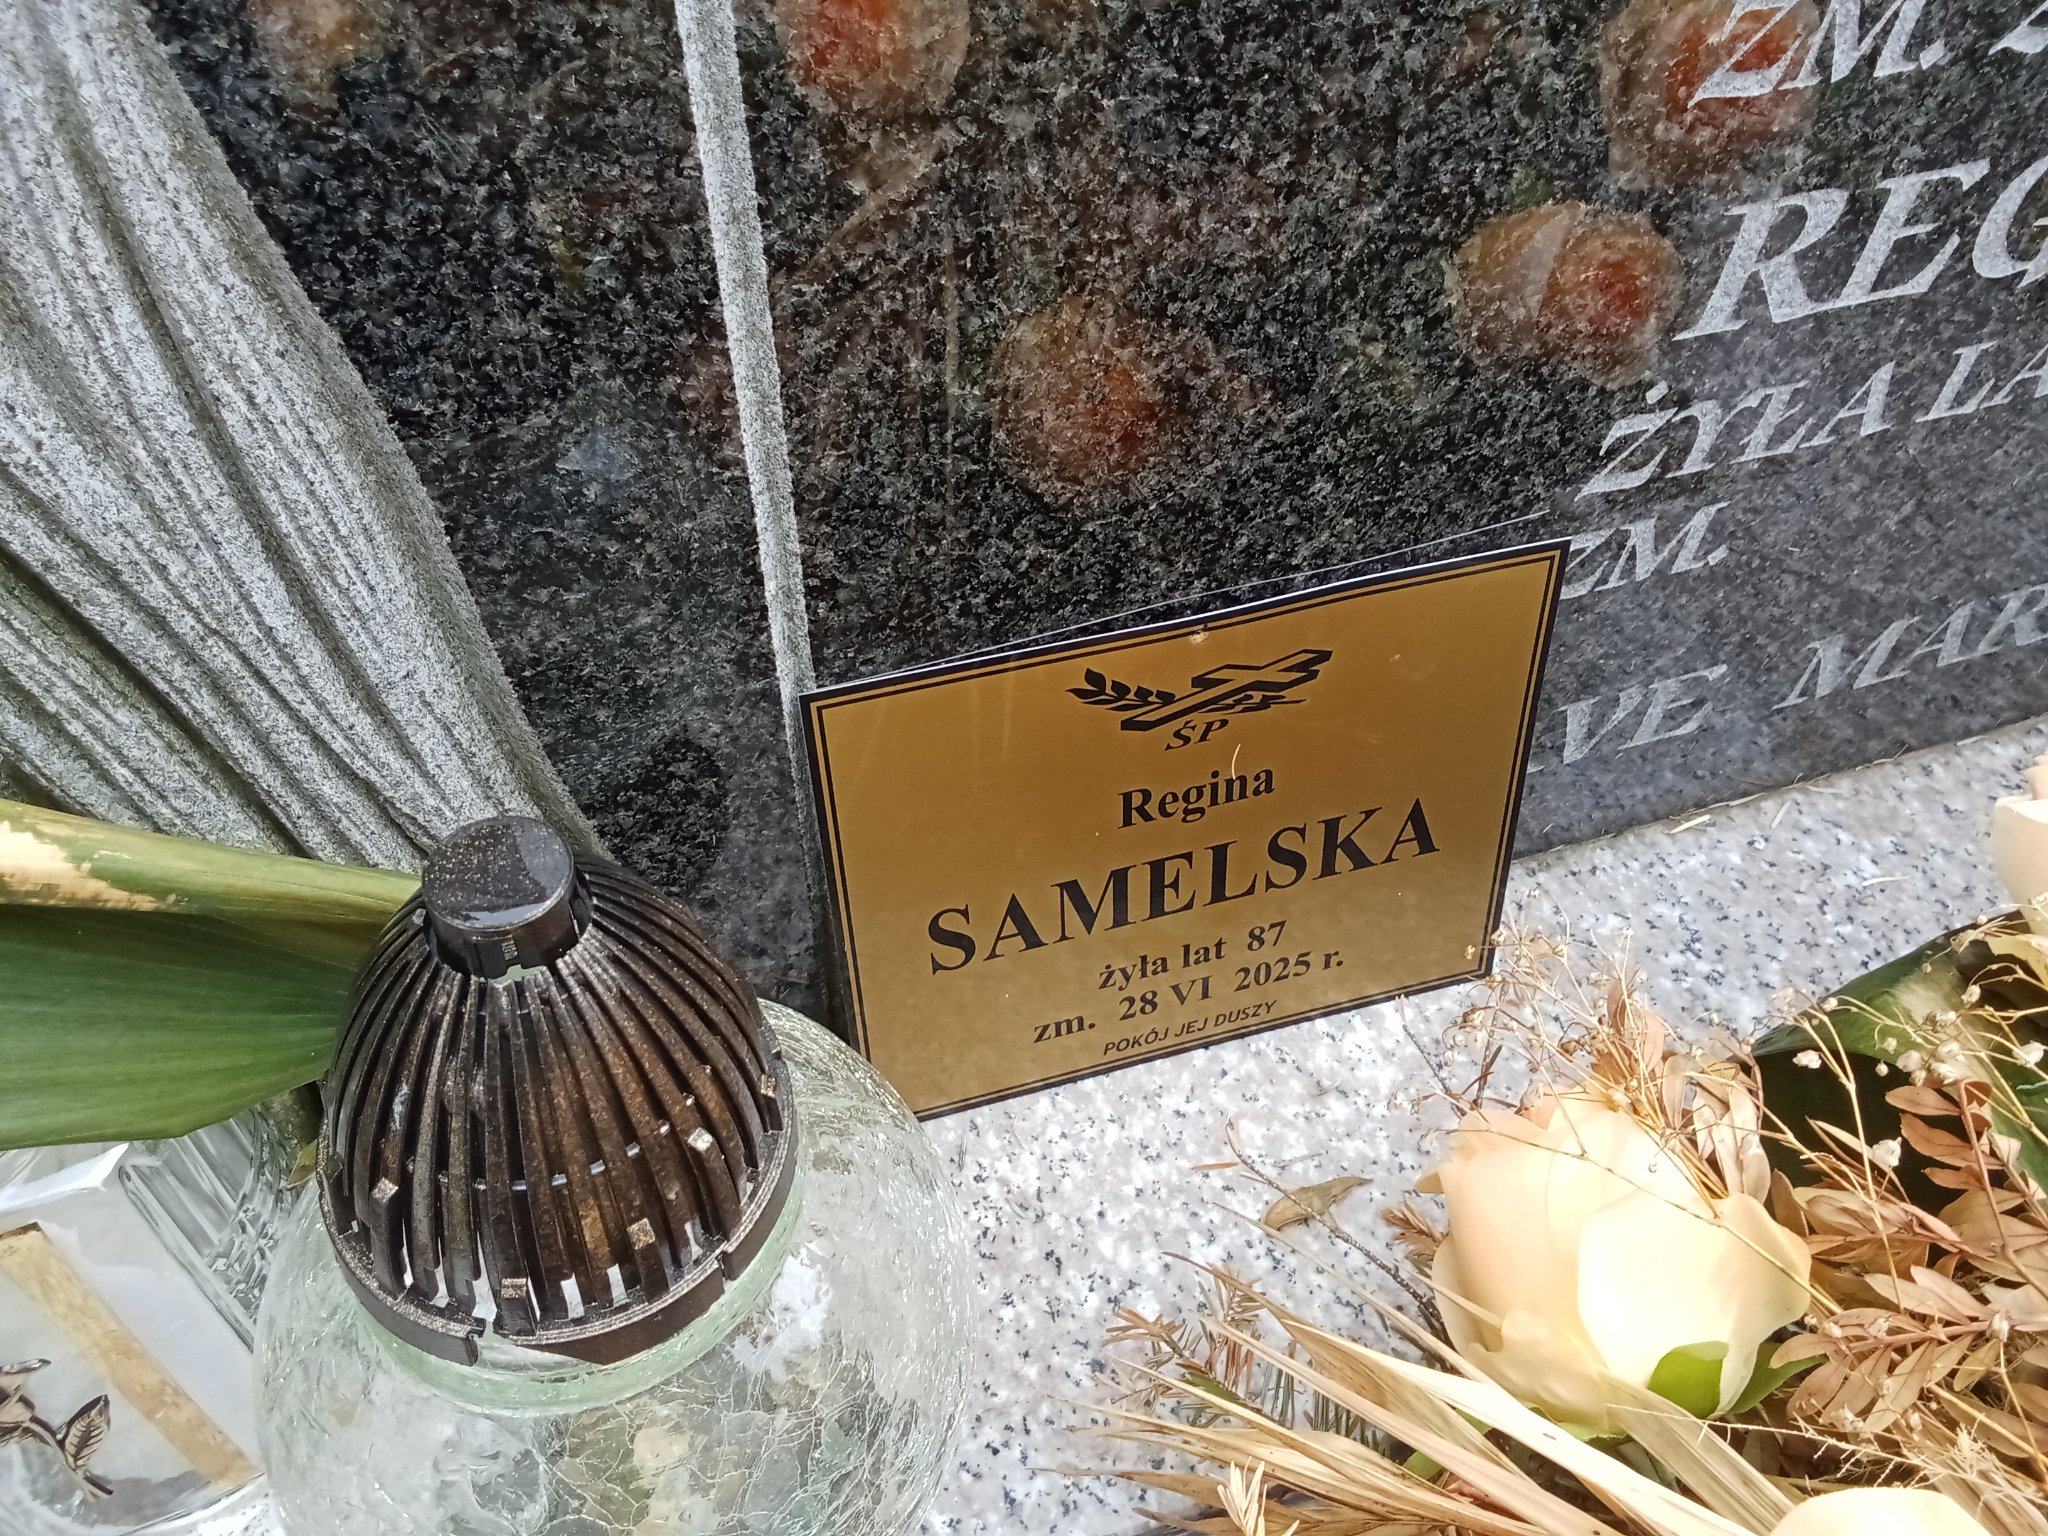 ZM.
REG
ŻYŁA LA
ZM.
VE MAR
ŚP
Regina
SAMELSKA
żyła lat 87
zm. 28 VI 2025 r.
POKÓJ JEJ DUSZY